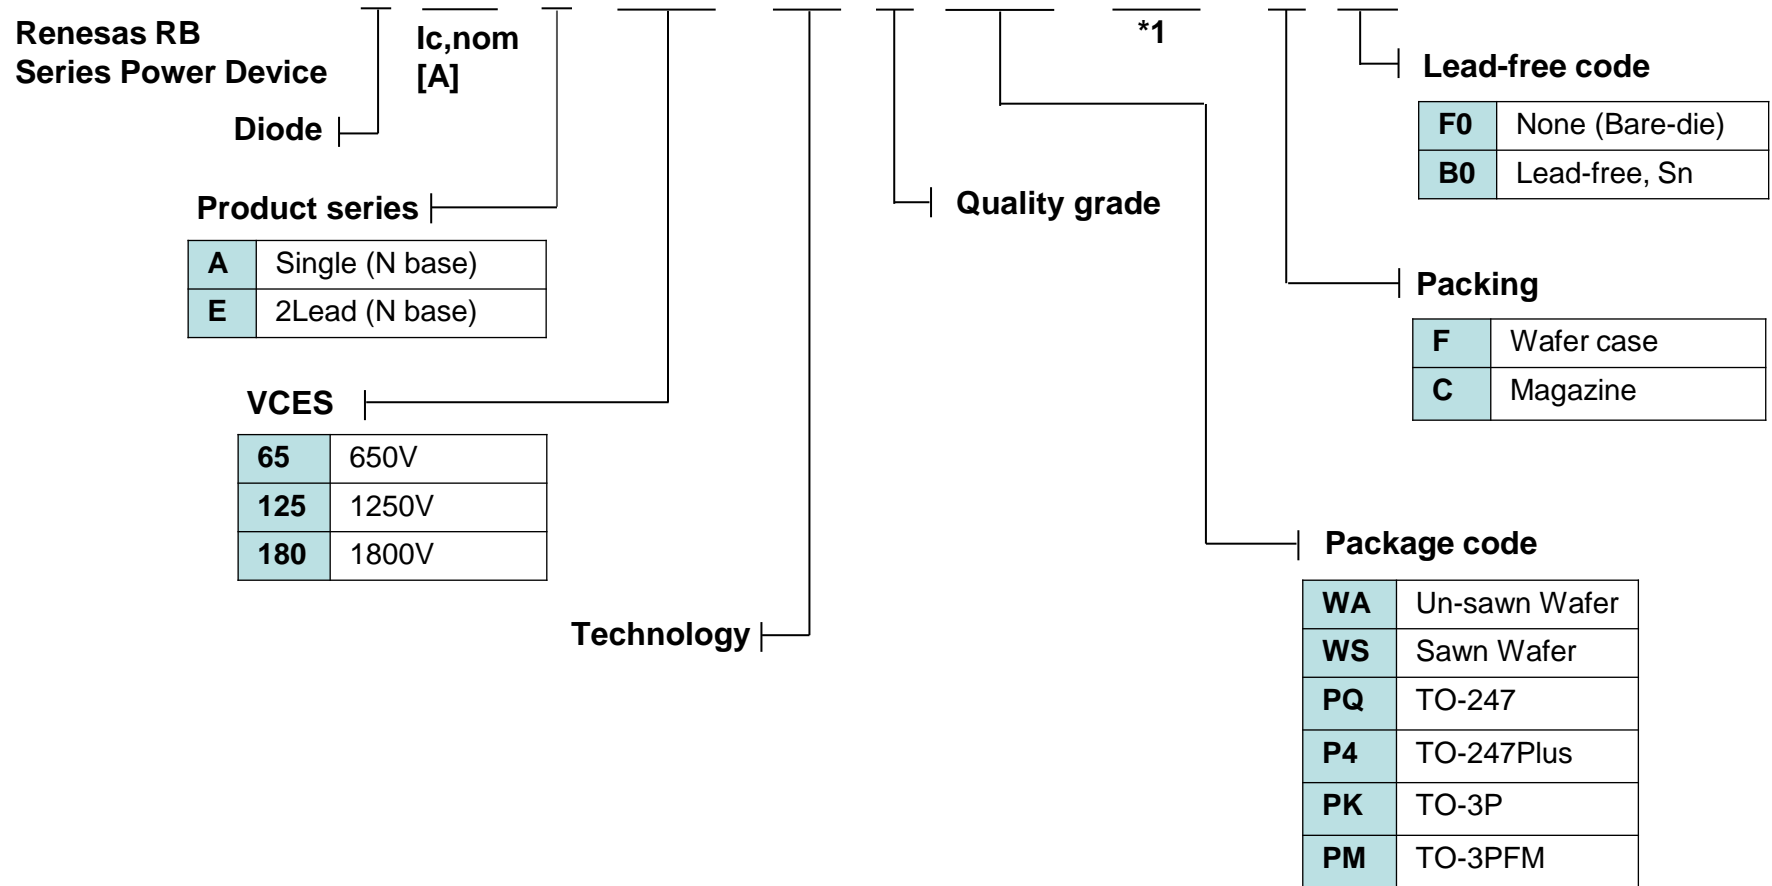 Renesas RB
Series Power Device
Ic,nom
[A]
*1
Diode
Product series
A Single (N base)
E 2Lead (N base)
VCES
65 650V
125 1250V
180 1800V
Technology
Quality grade
Lead-free code
F0 None (Bare-die)
B0 Lead-free, Sn
Packing
F Wafer case
C Magazine
Package code
WA Un-sawn Wafer
WS Sawn Wafer
PQ TO-247
P4 TO-247Plus
PK TO-3P
PM TO-3PFM